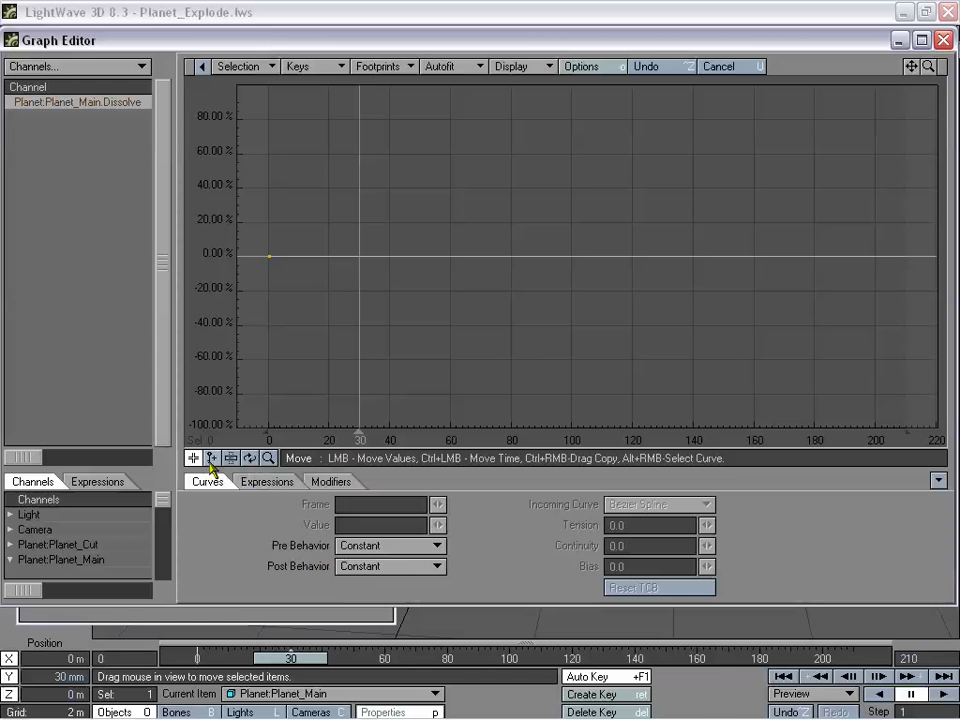 LightWave 3D 8.3 - Planet_Explode.lws
Graph Editor
Channels...
Selection Keys Footprints Autofit Display Options o Undo ^Z Cancel U
Channel
Planet:Planet_Main.Dissolve
80.00 %
60.00 %
40.00 %
20.00 %
0.00 %
-20.00 %
-40.00 %
-60.00 %
-80.00 %
-100.00 %
Sel: 0 0 20 30 40 60 80 100 120 140 160 180 200 220
Move : LMB - Move Values, Ctrl+LMB - Move Time, Ctrl+RMB-Drag Copy, Alt+RMB-Select Curve.
Channels Expressions
Curves Expressions Modifiers
Channels
Light
Camera
Planet:Planet_Cut
Planet:Planet_Main
Frame
Value
Pre Behavior Constant
Post Behavior Constant
Incoming Curve Bezier Spline
Tension 0.0
Continuity 0.0
Bias 0.0
Reset TCB
Position
X 0 m 0 0 30 60 80 100 120 140 160 180 200 210
Y 30 mm Drag mouse in view to move selected items. Auto Key +F1
Z 0 m Sel: 1 Current Item Planet:Planet_Main Create Key ret Preview
Grid: 2 m Objects O Bones B Lights L Cameras C Properties p Delete Key del Undo ^Z Redo Z Step 1